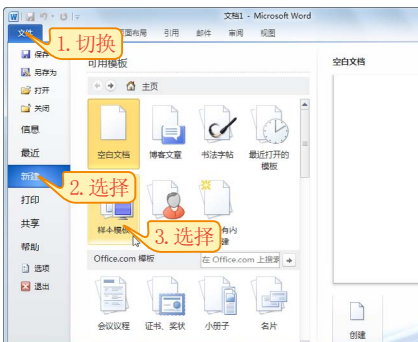 文档1 - Microsoft Word
文件
页面布局 引用 邮件 审阅 视图
1.切换
保存
另存为
打开
关闭
信息
最近
新建
打印
共享
帮助
选项
退出
可用模板
主页
空白文档 博客文章 书法字帖 最近打开的
模板
2.选择
样本模板
3.选择
有内
建
Office.com 模板
在 Office.com 上搜索
会议议程 证书、奖状 小册子 名片
空白文档
创建